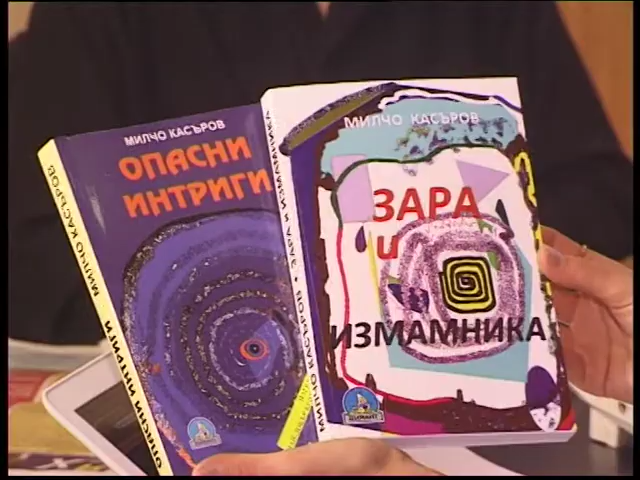 МИЛЧО КАСЪРОВ
ОПАСНИ
ИНТРИГИ
МИЛЧО КАСЪРОВ
ОПАСНИ ИНТРИГИ
МИЛЧО КАСЪРОВ
ЗАРА
и
ИЗМАМНИКА
МИЛЧО КАСЪРОВ • ЗАРА И ИЗМАМНИКА